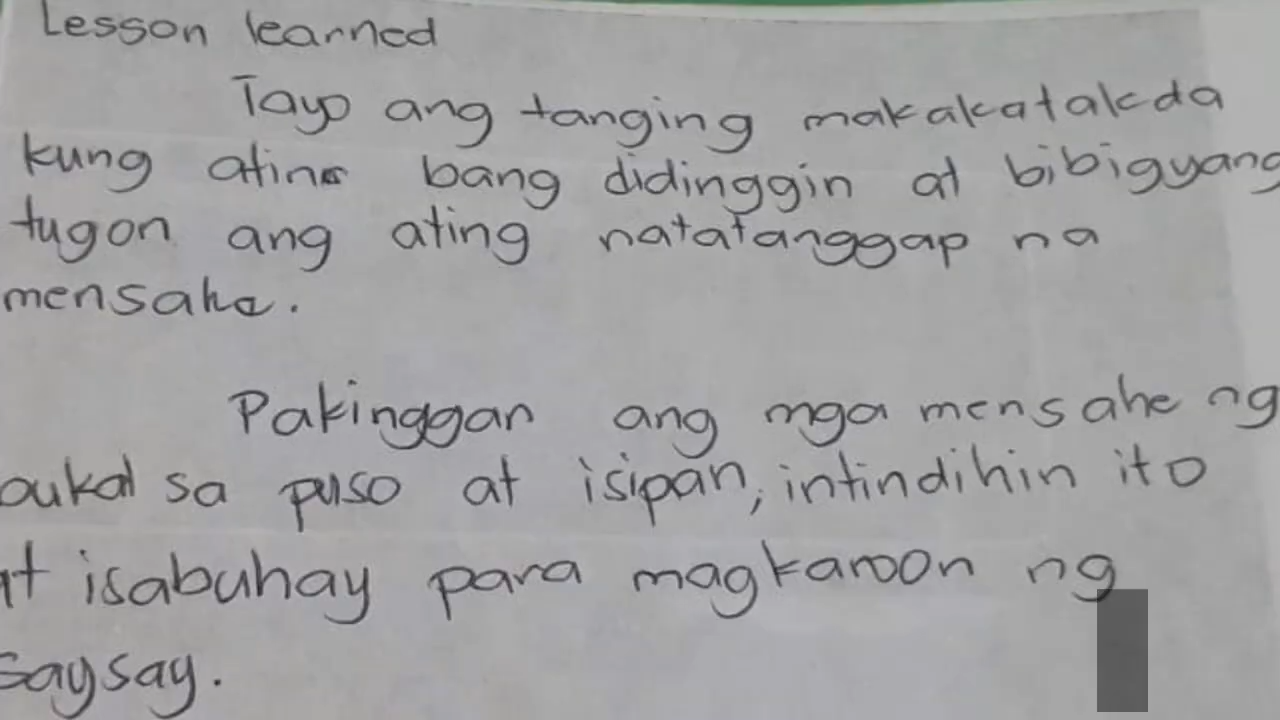 Lesson learned
Tayo ang tanging makakatakda
kung ating bang didinggin at bibigyang
tugon ang ating natatanggap na
mensahe.
Pakinggan ang mga mensahe ng
bukal sa puso at isipan, intindihin ito
at isabuhay para magkaroon ng
saysay.